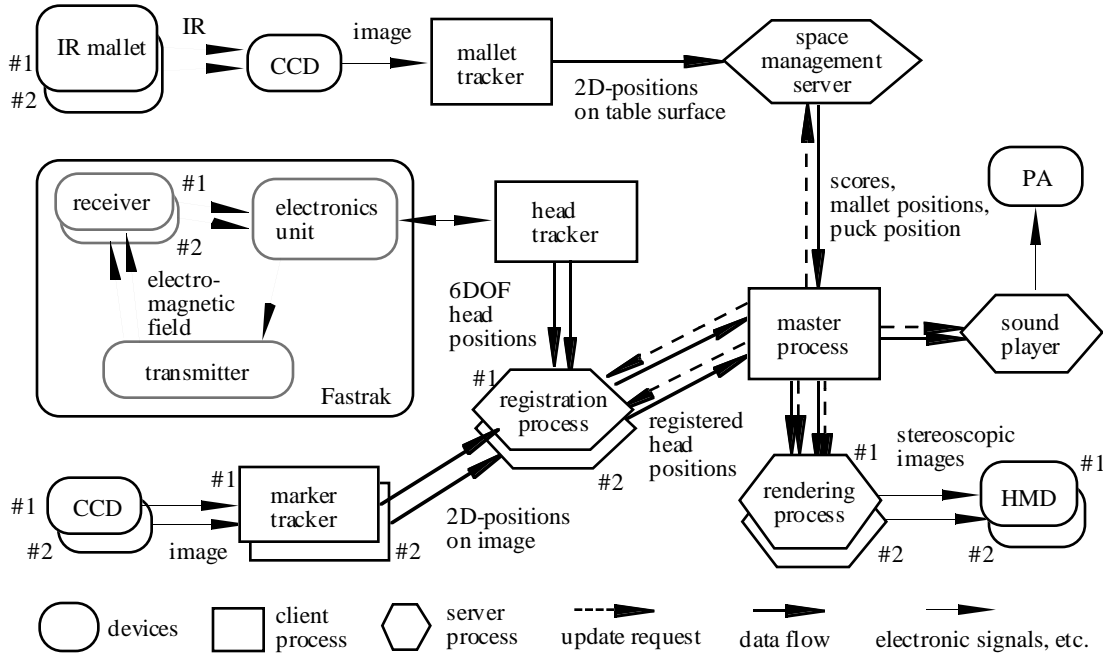 IR mallet
#1
#2
IR
CCD
image
mallet
tracker
2D-positions
on table surface
space
management
server
receiver
#1
#2
electronics
unit
electro-
magnetic
field
transmitter
Fastrak
head
tracker
6DOF
head
positions
scores,
mallet positions,
puck position
PA
master
process
sound
player
#1
registration
process
#2
registered
head
positions
#1
CCD
#2
image
#1
marker
tracker
#2
2D-positions
on image
#1
rendering
process
#2
stereoscopic
images
#1
HMD
#2
devices
client
process
server
process
update request
data flow
electronic signals, etc.